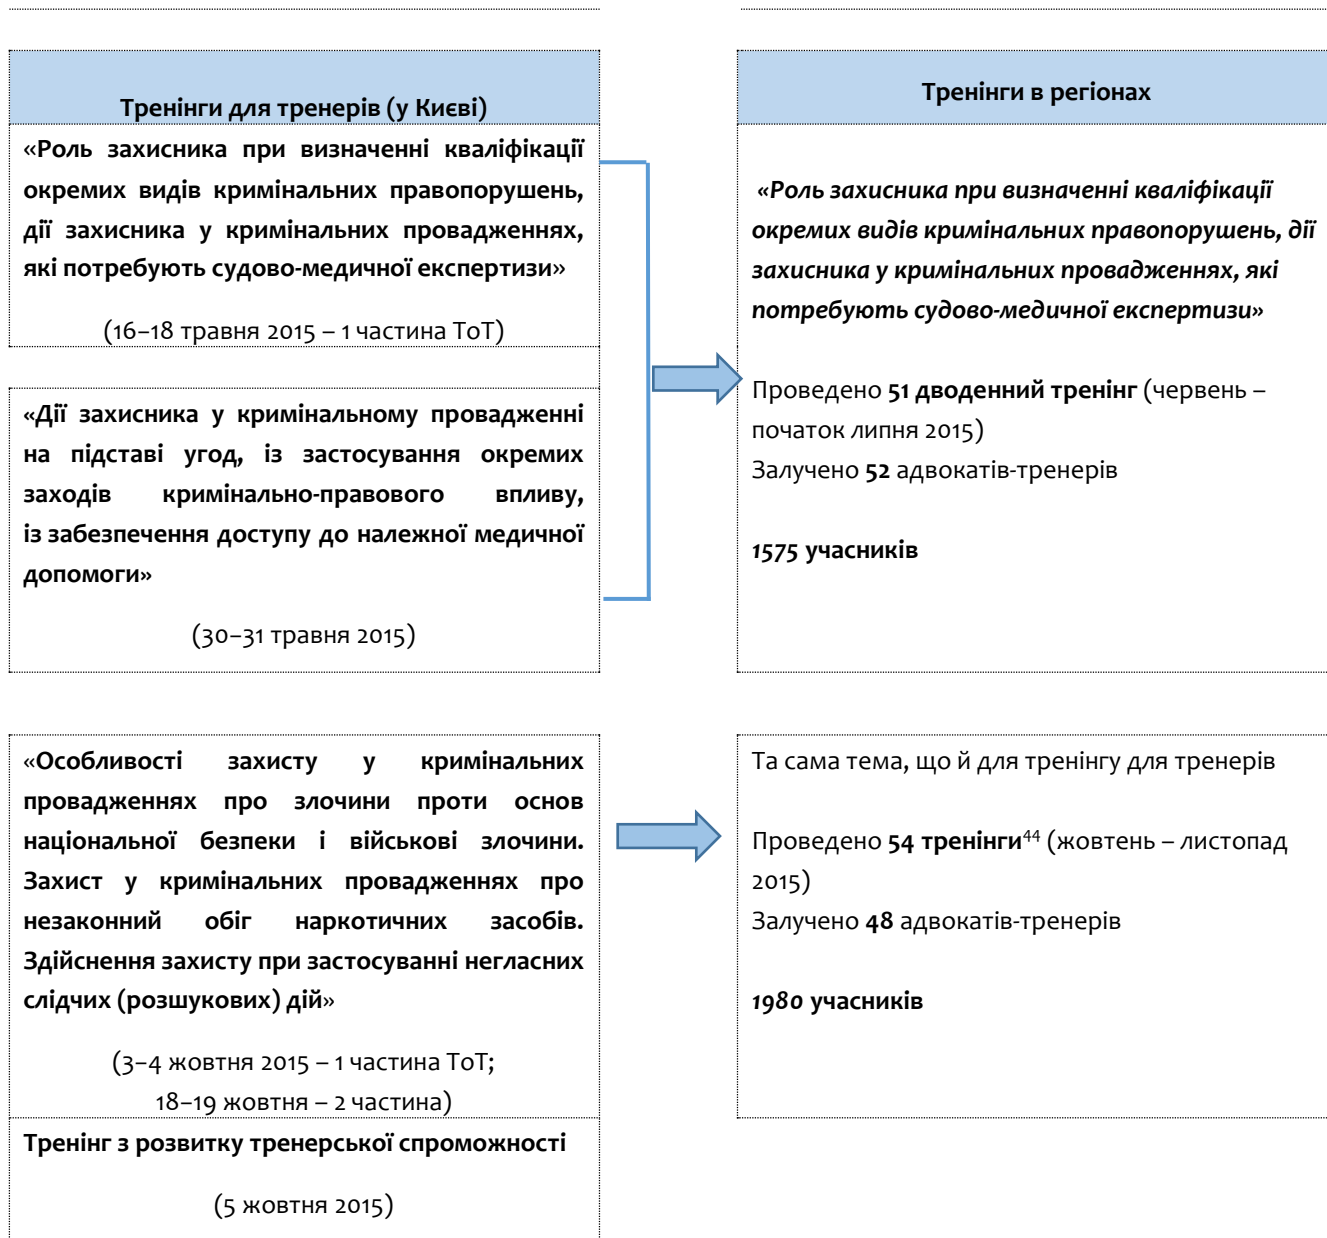 Тренінги для тренерів (у Києві)
«Роль захисника при визначенні кваліфікації
окремих видів кримінальних правопорушень,
дії захисника у кримінальних провадженнях,
які потребують судово-медичної експертизи»
(16–18 травня 2015 – 1 частина ТоТ)
«Дії захисника у кримінальному провадженні
на підставі угод, із застосування окремих
заходів кримінально-правового впливу,
із забезпечення доступу до належної медичної
допомоги»
(30–31 травня 2015)
Тренінги в регіонах
«Роль захисника при визначенні кваліфікації
окремих видів кримінальних правопорушень, дії
захисника у кримінальних провадженнях, які
потребують судово-медичної експертизи»
Проведено 51 дводенний тренінг (червень –
початок липня 2015)
Залучено 52 адвокатів-тренерів
1575 учасників
«Особливості захисту у кримінальних
провадженнях про злочини проти основ
національної безпеки і військові злочини.
Захист у кримінальних провадженнях про
незаконний обіг наркотичних засобів.
Здійснення захисту при застосуванні негласних
слідчих (розшукових) дій»
(3–4 жовтня 2015 – 1 частина ТоТ;
18–19 жовтня – 2 частина)
Тренінг з розвитку тренерської спроможності
(5 жовтня 2015)
Та сама тема, що й для тренінгу для тренерів
Проведено 54 тренінги44 (жовтень – листопад
2015)
Залучено 48 адвокатів-тренерів
1980 учасників